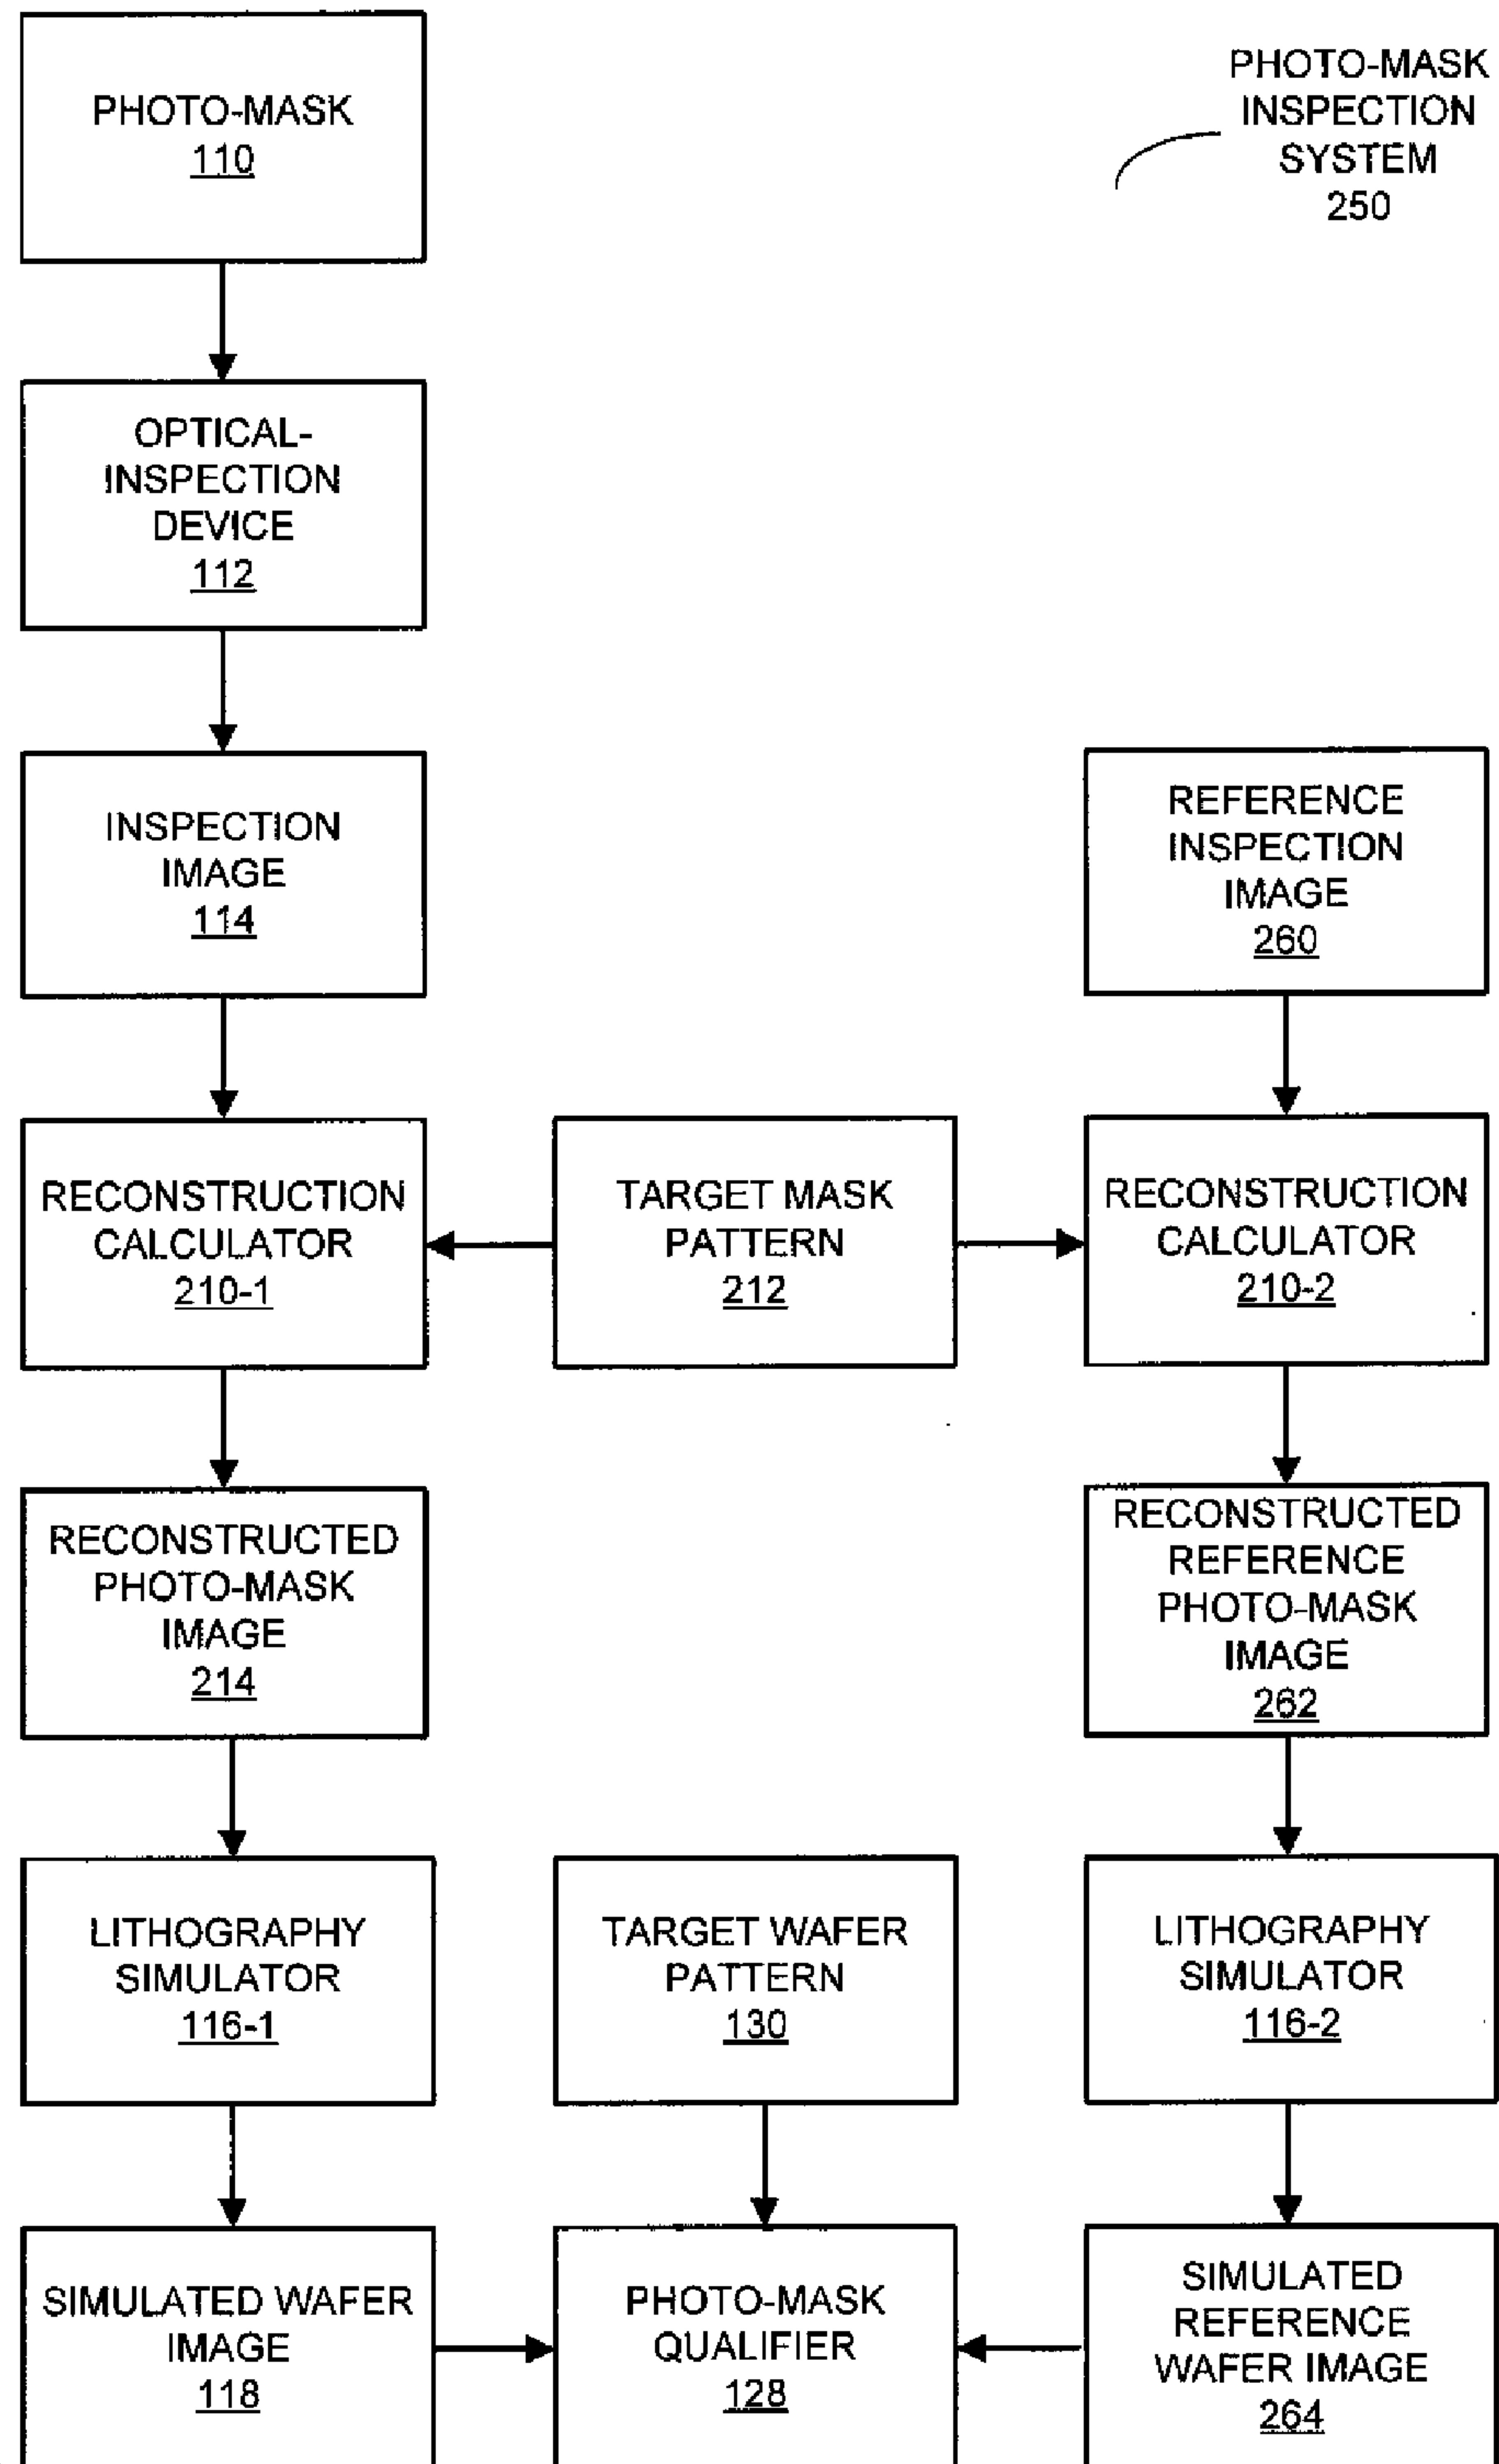 PHOTO-MASK
110
PHOTO-MASK
INSPECTION
SYSTEM
250
OPTICAL-
INSPECTION
DEVICE
112
INSPECTION
IMAGE
114
REFERENCE
INSPECTION
IMAGE
260
RECONSTRUCTION
CALCULATOR
210-1
TARGET MASK
PATTERN
212
RECONSTRUCTION
CALCULATOR
210-2
RECONSTRUCTED
PHOTO-MASK
IMAGE
214
RECONSTRUCTED
REFERENCE
PHOTO-MASK
IMAGE
262
LITHOGRAPHY
SIMULATOR
116-1
TARGET WAFER
PATTERN
130
LITHOGRAPHY
SIMULATOR
116-2
SIMULATED WAFER
IMAGE
118
PHOTO-MASK
QUALIFIER
128
SIMULATED
REFERENCE
WAFER IMAGE
264